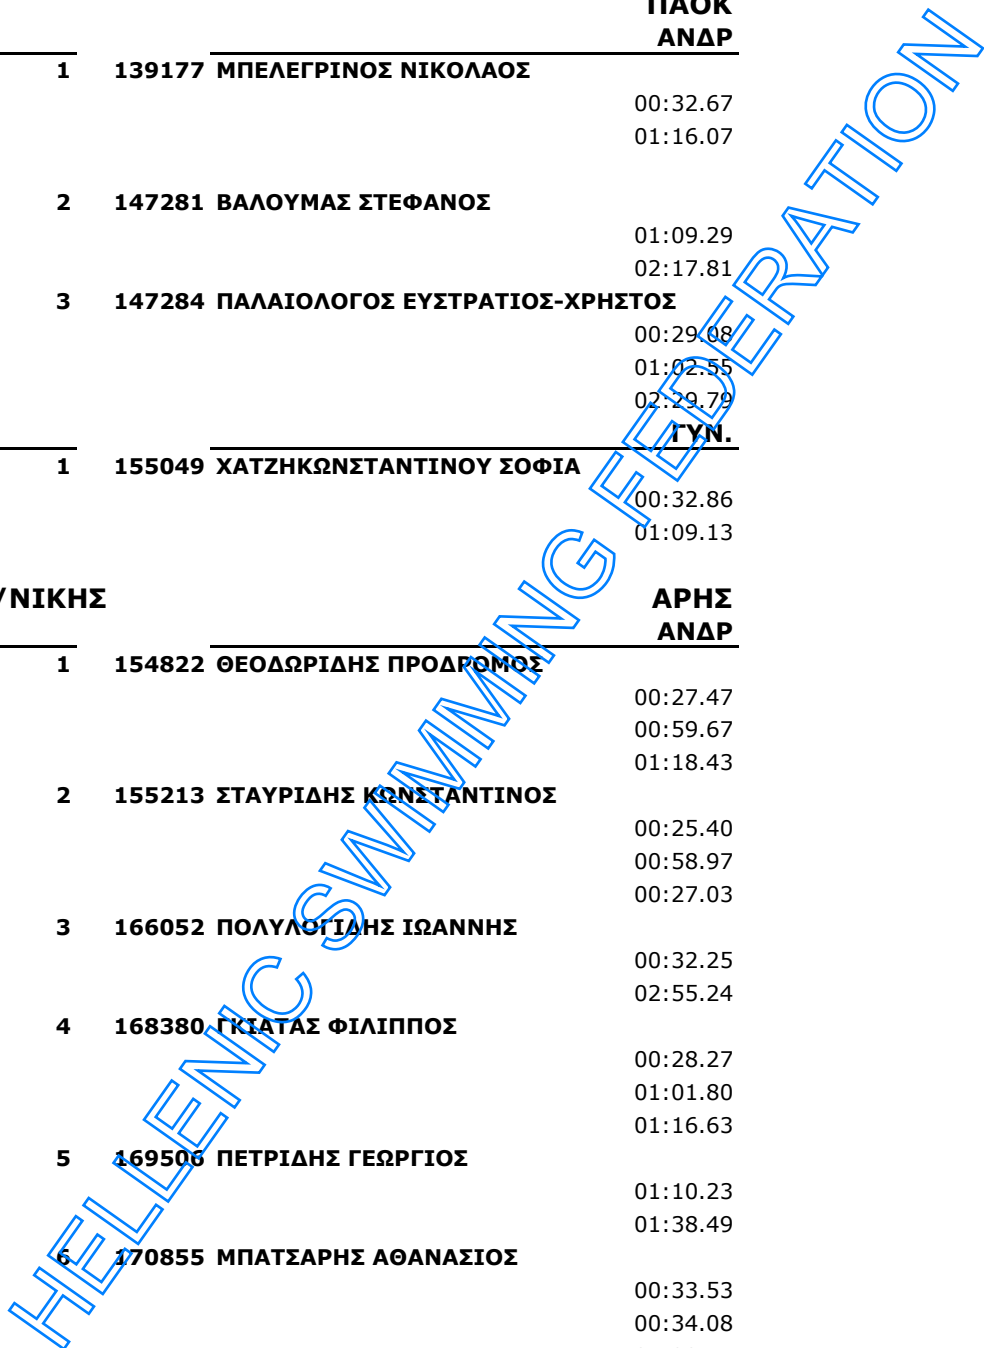 ΠΑΟΚ
ΑΝΔΡ
1 139177 ΜΠΕΛΕΓΡΙΝΟΣ ΝΙΚΟΛΑΟΣ
00:32.67
01:16.07
2 147281 ΒΑΛΟΥΜΑΣ ΣΤΕΦΑΝΟΣ
01:09.29
02:17.81
3 147284 ΠΑΛΑΙΟΛΟΓΟΣ ΕΥΣΤΡΑΤΙΟΣ-ΧΡΗΣΤΟΣ
00:29.08
01:02.55
02:29.79
ΓΥΝ.
1 155049 ΧΑΤΖΗΚΩΝΣΤΑΝΤΙΝΟΥ ΣΟΦΙΑ
00:32.86
01:09.13
/ΝΙΚΗΣ ΑΡΗΣ
ΑΝΔΡ
1 154822 ΘΕΟΔΩΡΙΔΗΣ ΠΡΟΔΡΟΜΟΣ
00:27.47
00:59.67
01:18.43
2 155213 ΣΤΑΥΡΙΔΗΣ ΚΩΝΣΤΑΝΤΙΝΟΣ
00:25.40
00:58.97
00:27.03
3 166052 ΠΟΛΥΛΟΓΙΔΗΣ ΙΩΑΝΝΗΣ
00:32.25
02:55.24
4 168380 ΓΚΙΑΤΑΣ ΦΙΛΙΠΠΟΣ
00:28.27
01:01.80
01:16.63
5 169506 ΠΕΤΡΙΔΗΣ ΓΕΩΡΓΙΟΣ
01:10.23
01:38.49
6 170855 ΜΠΑΤΣΑΡΗΣ ΑΘΑΝΑΣΙΟΣ
00:33.53
00:34.08
HELLENIC SWIMMING FEDERATION